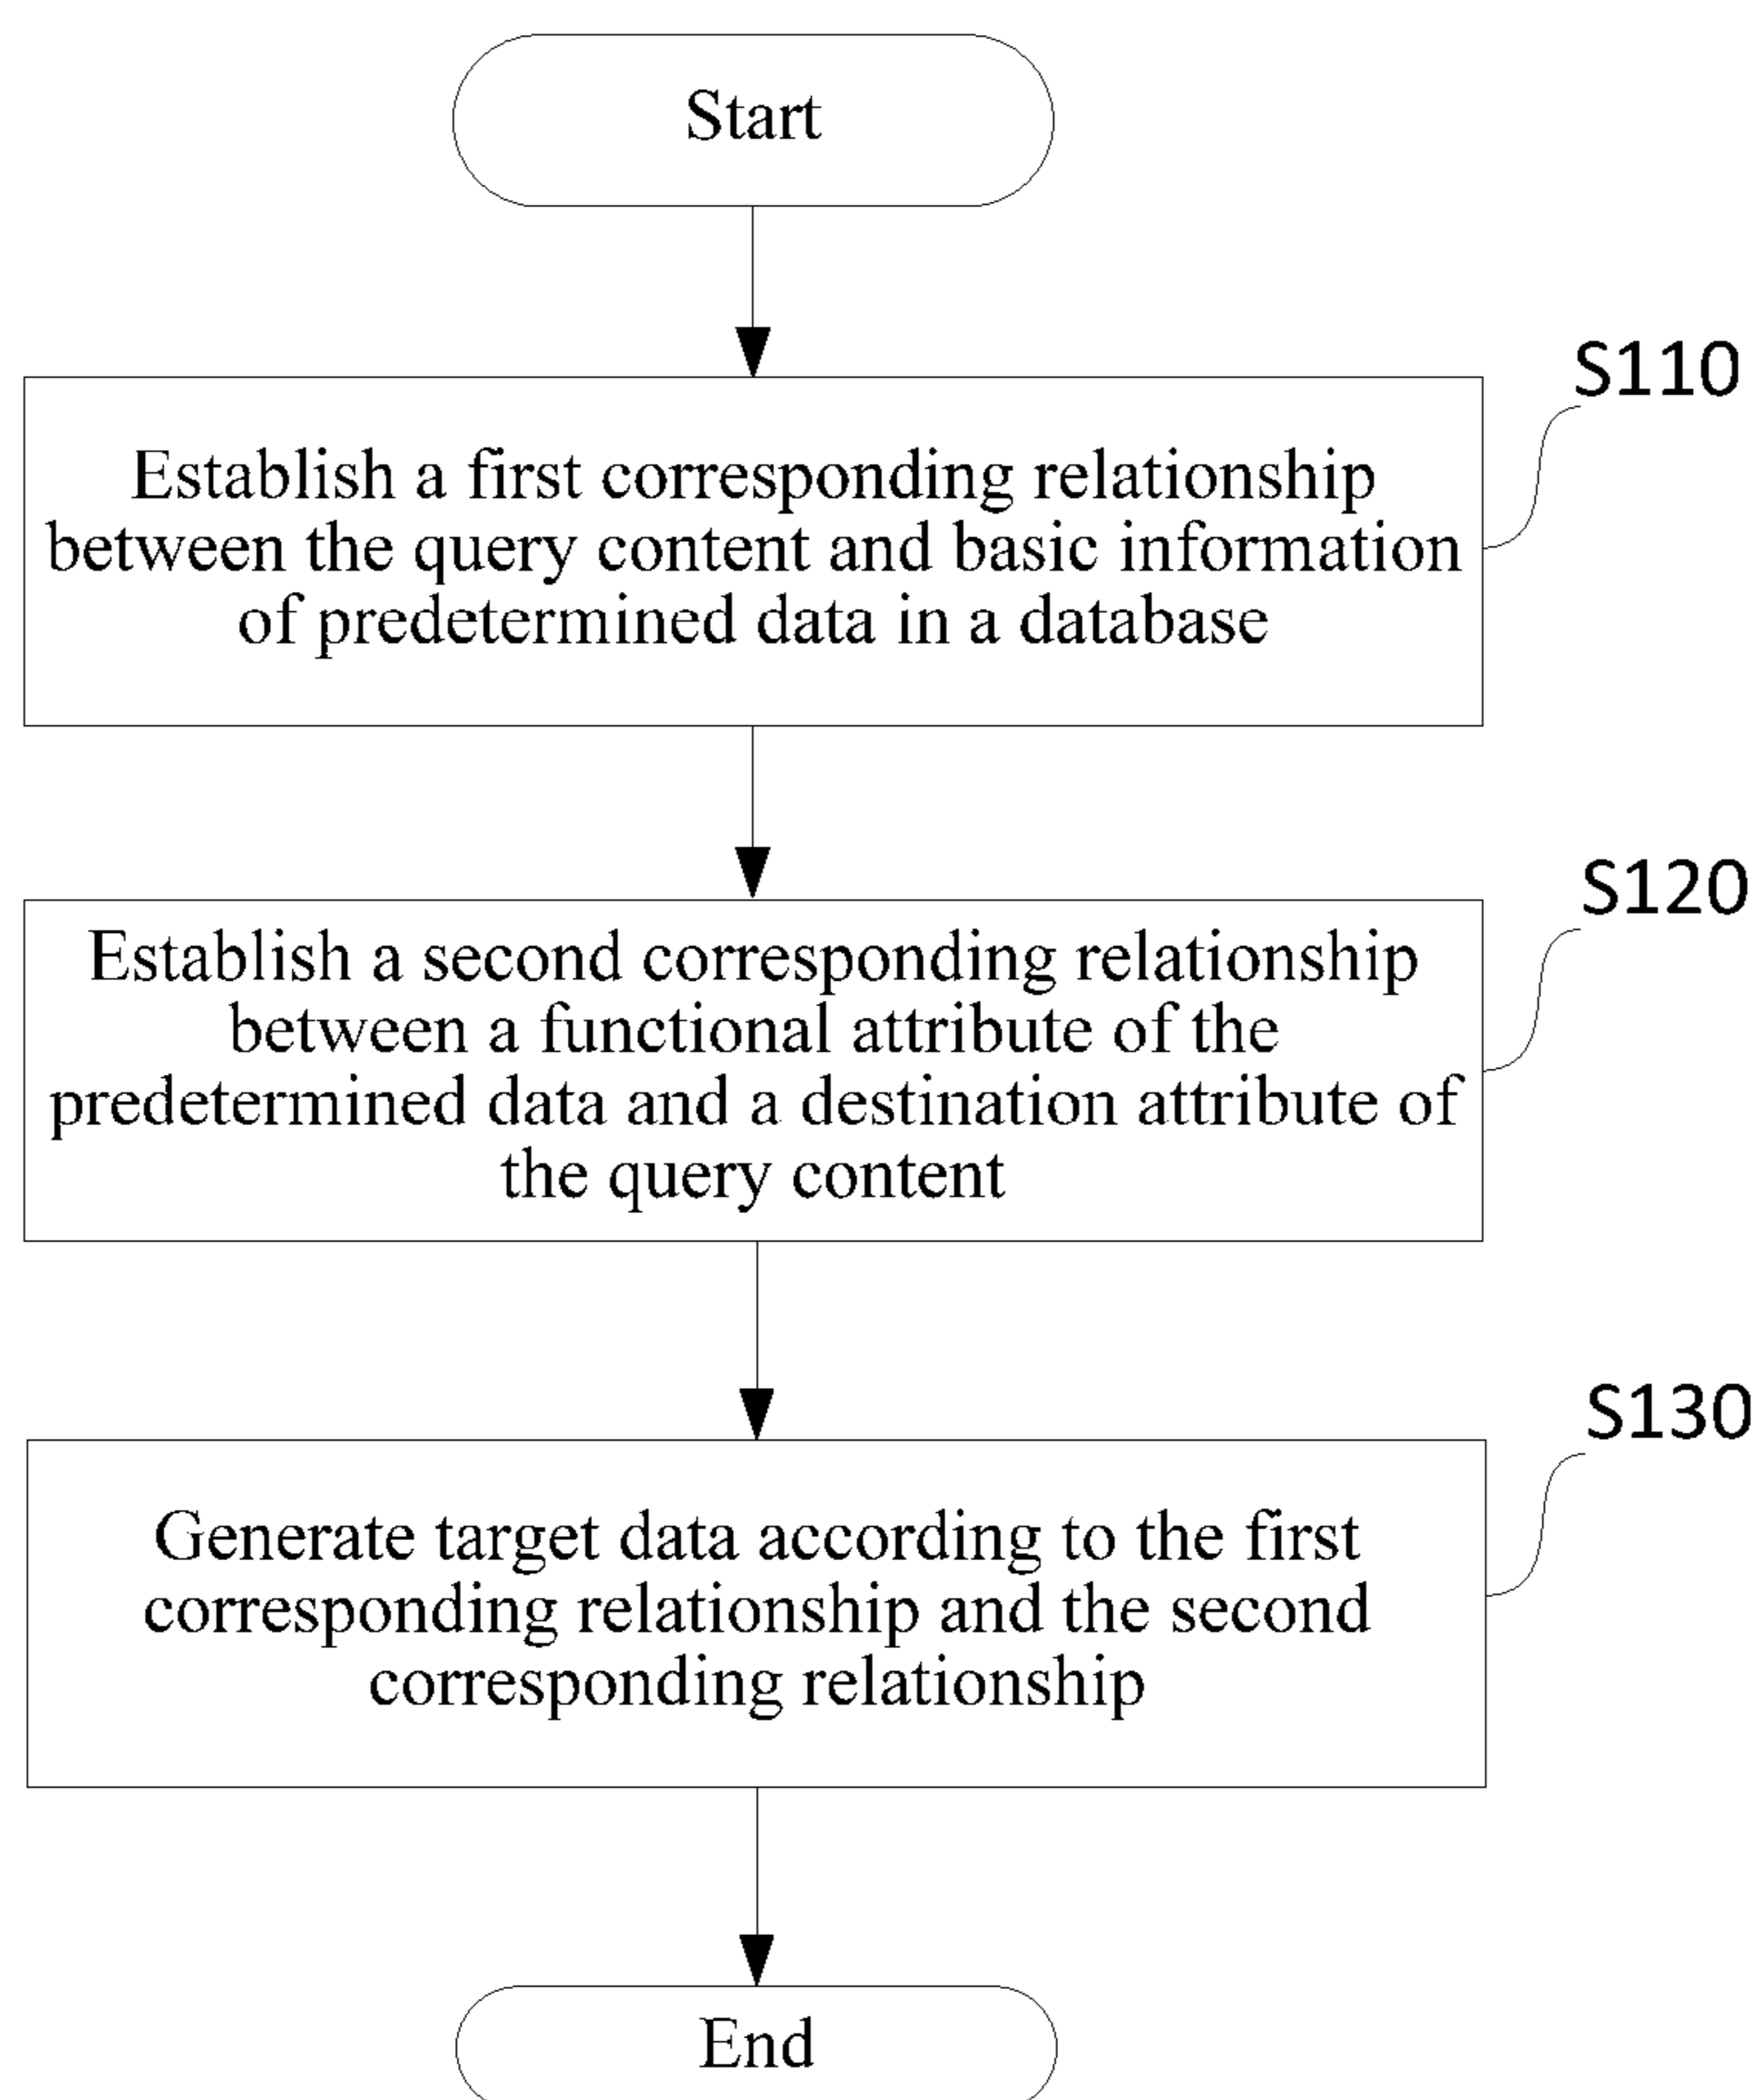 Start
S110
Establish a first corresponding relationship
between the query content and basic information
of predetermined data in a database
S120
Establish a second corresponding relationship
between a functional attribute of the
predetermined data and a destination attribute of
the query content
S130
Generate target data according to the first
corresponding relationship and the second
corresponding relationship
End